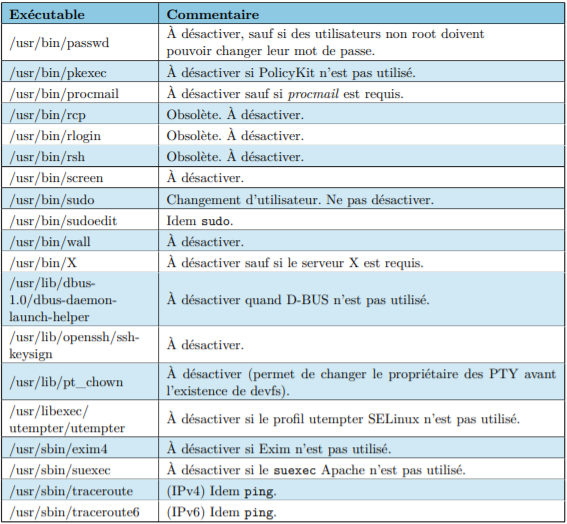 Exécutable Commentaire
/usr/bin/passwd À désactiver, sauf si des utilisateurs non root doivent
pouvoir changer leur mot de passe.
/usr/bin/pkexec À désactiver si PolicyKit n'est pas utilisé.
/usr/bin/procmail À désactiver sauf si procmail est requis.
/usr/bin/rcp Obsolète. À désactiver.
/usr/bin/rlogin Obsolète. À désactiver.
/usr/bin/rsh Obsolète. À désactiver.
/usr/bin/screen À désactiver.
/usr/bin/sudo Changement d'utilisateur. Ne pas désactiver.
/usr/bin/sudoedit Idem sudo.
/usr/bin/wall À désactiver.
/usr/bin/X À désactiver sauf si le serveur X est requis.
/usr/lib/dbus-
1.0/dbus-daemon-
launch-helper
À désactiver quand D-BUS n'est pas utilisé.
/usr/lib/openssh/ssh-
keysign
À désactiver.
/usr/lib/pt_chown
À désactiver (permet de changer le propriétaire des PTY avant
l'existence de devfs).
/usr/libexec/
utempter/utempter
À désactiver si le profil utempter SELinux n'est pas utilisé.
/usr/sbin/exim4 À désactiver si Exim n'est pas utilisé.
/usr/sbin/suexec À désactiver si le suexec Apache n'est pas utilisé.
/usr/sbin/traceroute (IPv4) Idem ping.
/usr/sbin/traceroute6 (IPv6) Idem ping.